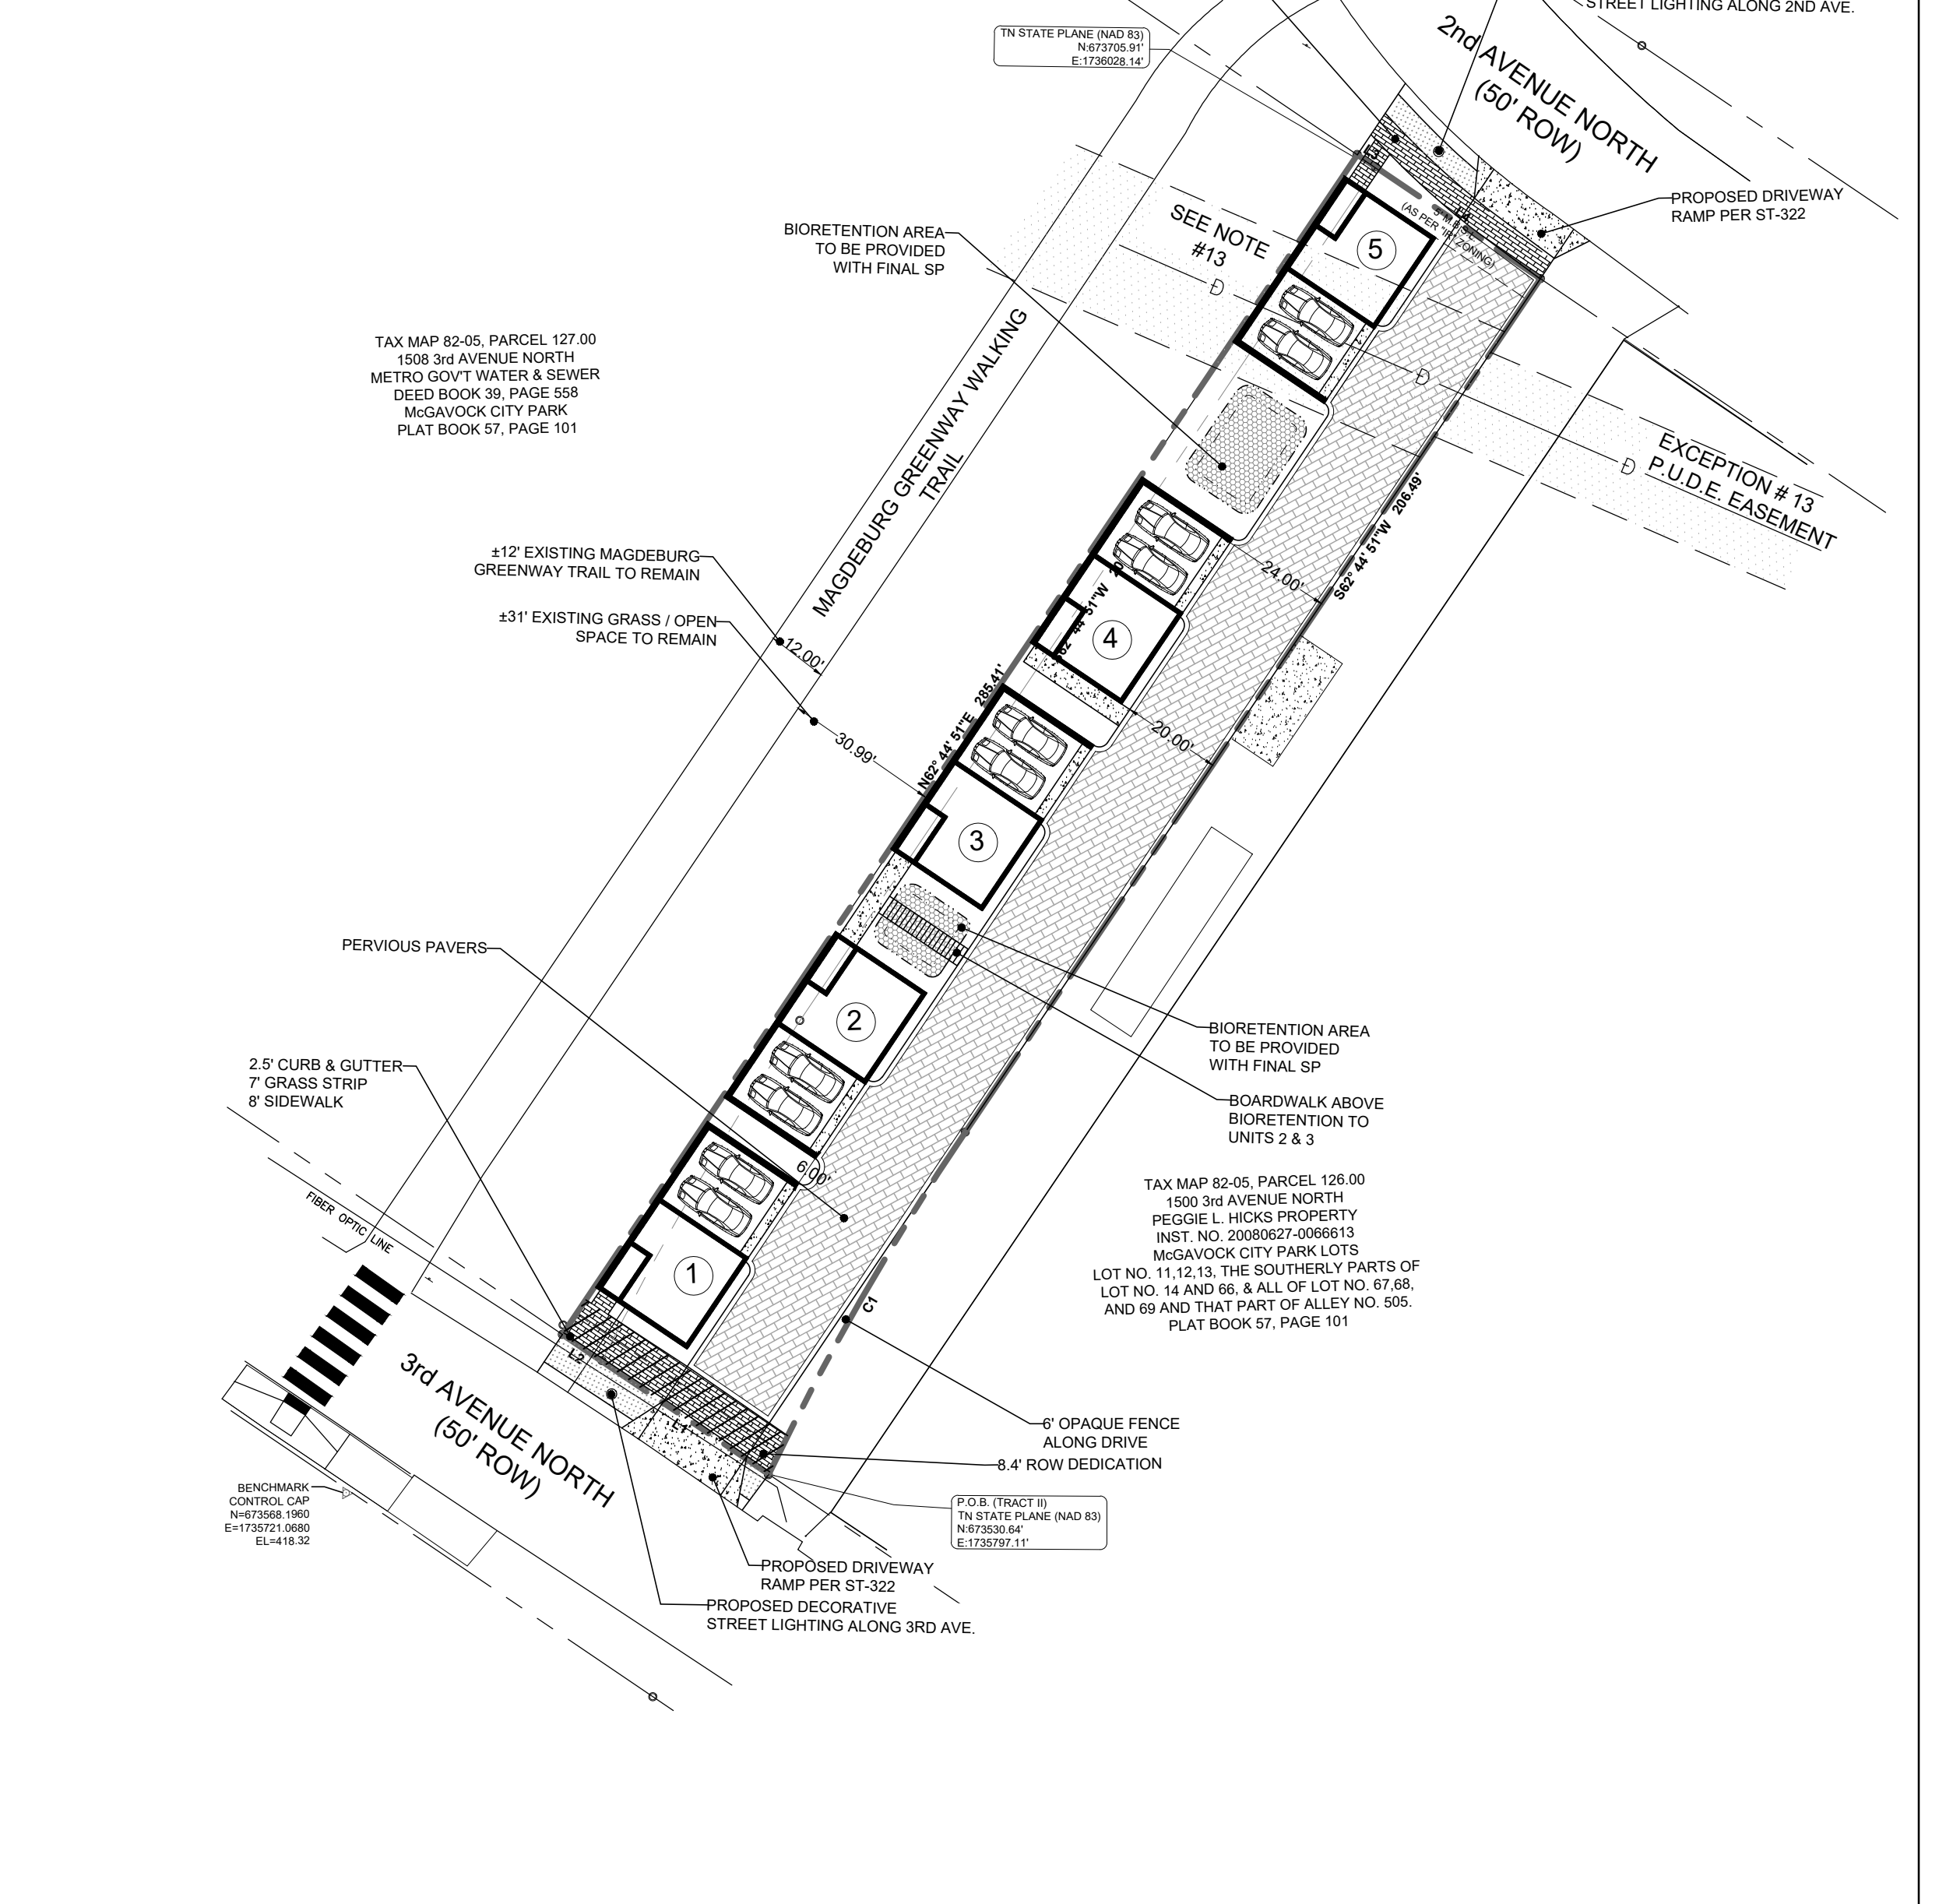 STREET LIGHTING ALONG 2ND AVE.
TN STATE PLANE (NAD 83)
N:673705.91'
E:1736028.14'
2nd AVENUE NORTH
(50' ROW)
PROPOSED DRIVEWAY
RAMP PER ST-322
L3
L4
5' M.B.S.L.
(AS PER "IR" ZONING)
5
SEE NOTE
#13
D
BIORETENTION AREA
TO BE PROVIDED
WITH FINAL SP
TAX MAP 82-05, PARCEL 127.00
1508 3rd AVENUE NORTH
METRO GOV'T WATER & SEWER
DEED BOOK 39, PAGE 558
McGAVOCK CITY PARK
PLAT BOOK 57, PAGE 101
MAGDEBURG GREENWAY WALKING
TRAIL
D
D
EXCEPTION # 13
P.U.D.E. EASEMENT
S62° 44' 51"W 206.49'
24.00'
±12' EXISTING MAGDEBURG
GREENWAY TRAIL TO REMAIN
±31' EXISTING GRASS / OPEN
SPACE TO REMAIN
12.00'
30.99'
S62° 44' 51"W 20
4
20.00'
N62° 44' 51"E 285.41'
3
PERVIOUS PAVERS
2
BIORETENTION AREA
TO BE PROVIDED
WITH FINAL SP
BOARDWALK ABOVE
BIORETENTION TO
UNITS 2 & 3
2.5' CURB & GUTTER
7' GRASS STRIP
8' SIDEWALK
6.00'
FIBER OPTIC LINE
1
TAX MAP 82-05, PARCEL 126.00
1500 3rd AVENUE NORTH
PEGGIE L. HICKS PROPERTY
INST. NO. 20080627-0066613
McGAVOCK CITY PARK LOTS
LOT NO. 11,12,13, THE SOUTHERLY PARTS OF
LOT NO. 14 AND 66, & ALL OF LOT NO. 67,68,
AND 69 AND THAT PART OF ALLEY NO. 505.
PLAT BOOK 57, PAGE 101
C1
L2
L1
3rd AVENUE NORTH
(50' ROW)
6' OPAQUE FENCE
ALONG DRIVE
8.4' ROW DEDICATION
BENCHMARK
CONTROL CAP
N=673568.1960
E=1735721.0680
EL=418.32
P.O.B. (TRACT II)
TN STATE PLANE (NAD 83)
N:673530.64'
E:1735797.11'
PROPOSED DRIVEWAY
RAMP PER ST-322
PROPOSED DECORATIVE
STREET LIGHTING ALONG 3RD AVE.